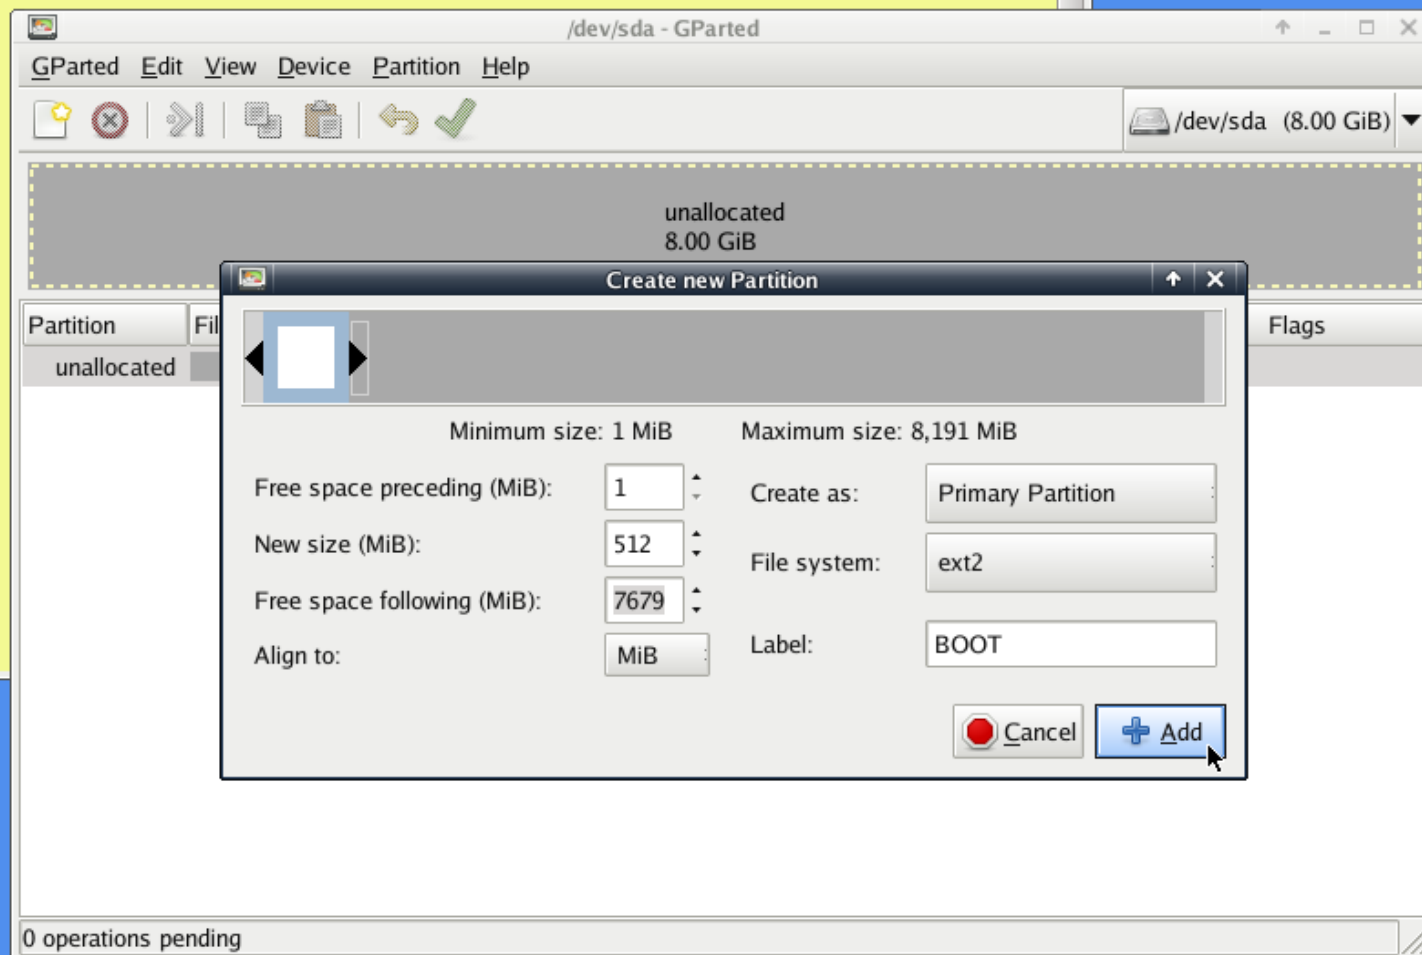 /dev/sda - GParted
GParted Edit View Device Partition Help
/dev/sda (8.00 GiB)
unallocated
8.00 GiB
Create new Partition
Partition
Flags
unallocated
Minimum size: 1 MiB Maximum size: 8,191 MiB
Free space preceding (MiB): 1
Create as: Primary Partition
New size (MiB): 512
File system: ext2
Free space following (MiB): 7679
Label: BOOT
Align to: MiB
Cancel Add
0 operations pending